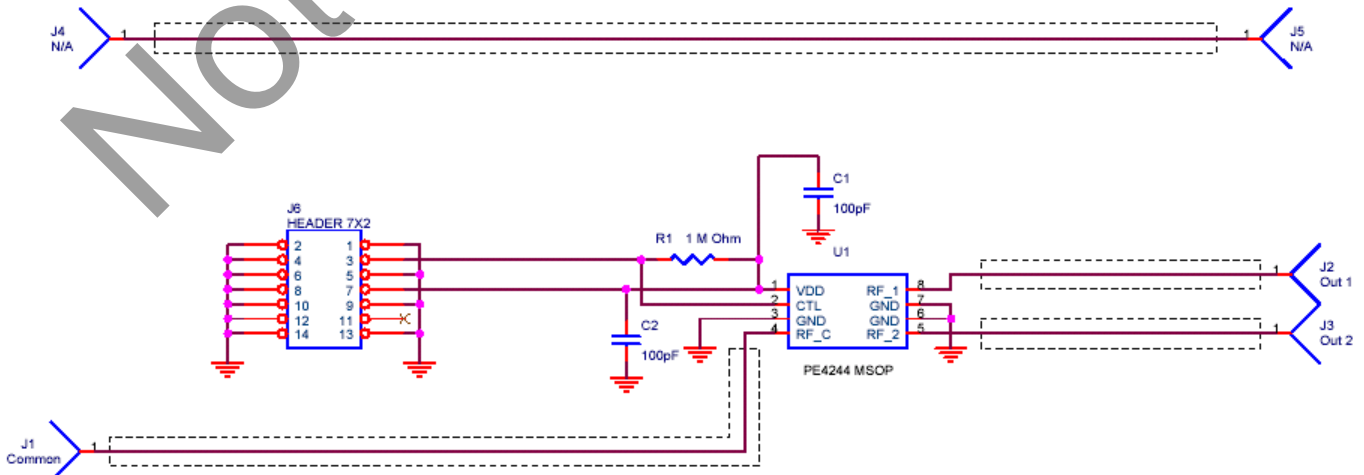 J4
N/A
1
1
J5
N/A
Not
C1
100pF
J6
HEADER 7X2
R1 1 M Ohm
U1
2 1
4 3
6 5
8 7
10 9
12 11
14 13
1 VDD RF_1 8
2 CTL GND 7
3 GND GND 6
4 RF_C RF_2 5
1
J2
Out 1
1
J3
Out 2
C2
100pF
PE4244 MSOP
J1
Common
1